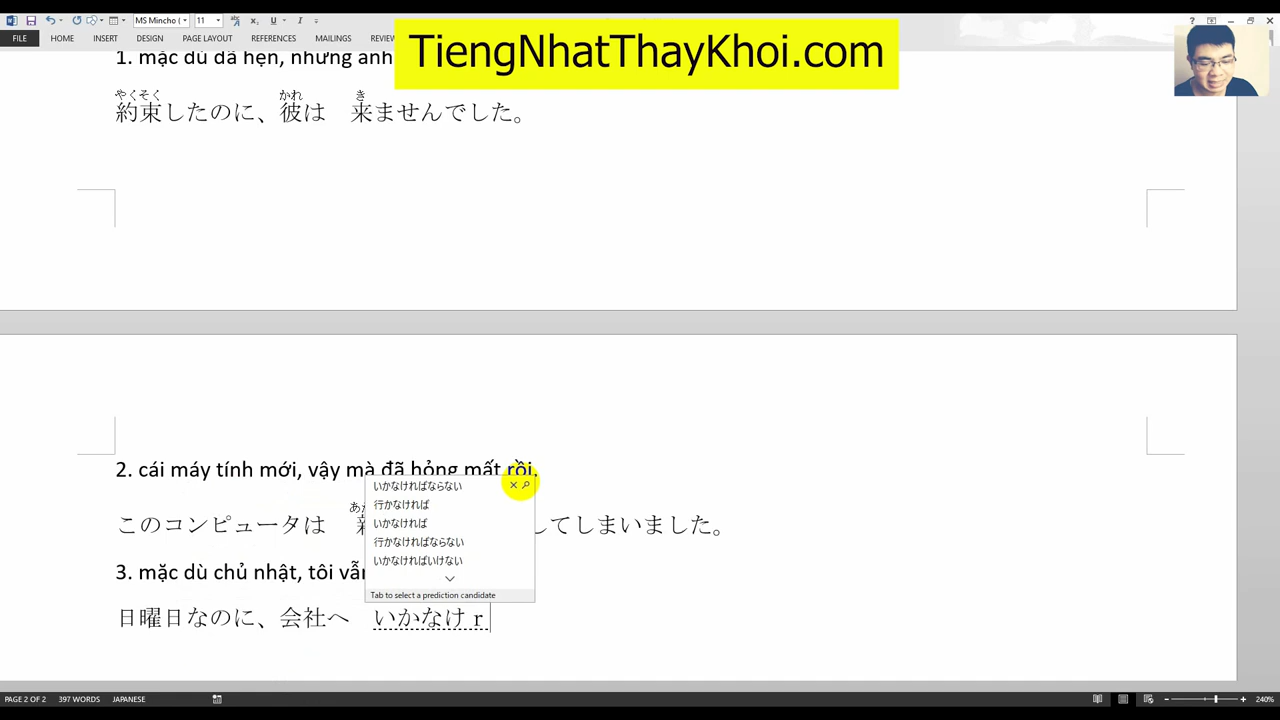 MS Mincho (
11
FILE
HOME
INSERT
DESIGN
PAGE LAYOUT
REFERENCES
MAILINGS
REVIEW
TiengNhatThayKhoi.com
1. mặc dù đã hẹn, nhưng anh
やくそく かれ き
約束したのに、彼は 来ませんでした。
2. cái máy tính mới, vậy mà đã hỏng mất rồi.
このコンピュータは してしまいました。
いかなければならない
行かなければ
いかなければ
行かなければならない
いかなければいけない
Tab to select a prediction candidate
3. mặc dù chủ nhật, tôi vẫn
日曜日なのに、会社へ いかなけｒ
PAGE 2 OF 2 397 WORDS JAPANESE
240%